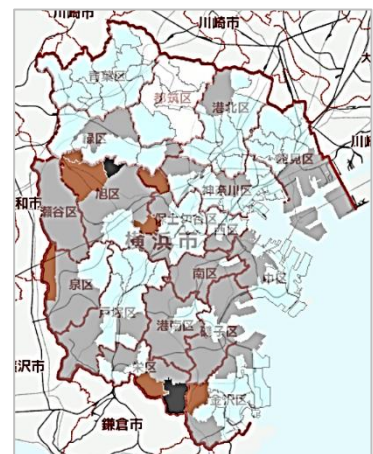 川崎市
川崎市
青葉区
都筑区
港北区
緑区
鶴見区
川崎
神奈川区
旭区
和市
瀬谷区
保土ケ谷区
西区
横浜市
泉区
南区
中区
戸塚区
港南区
磯子区
沢市
栄区
金沢区
鎌倉市